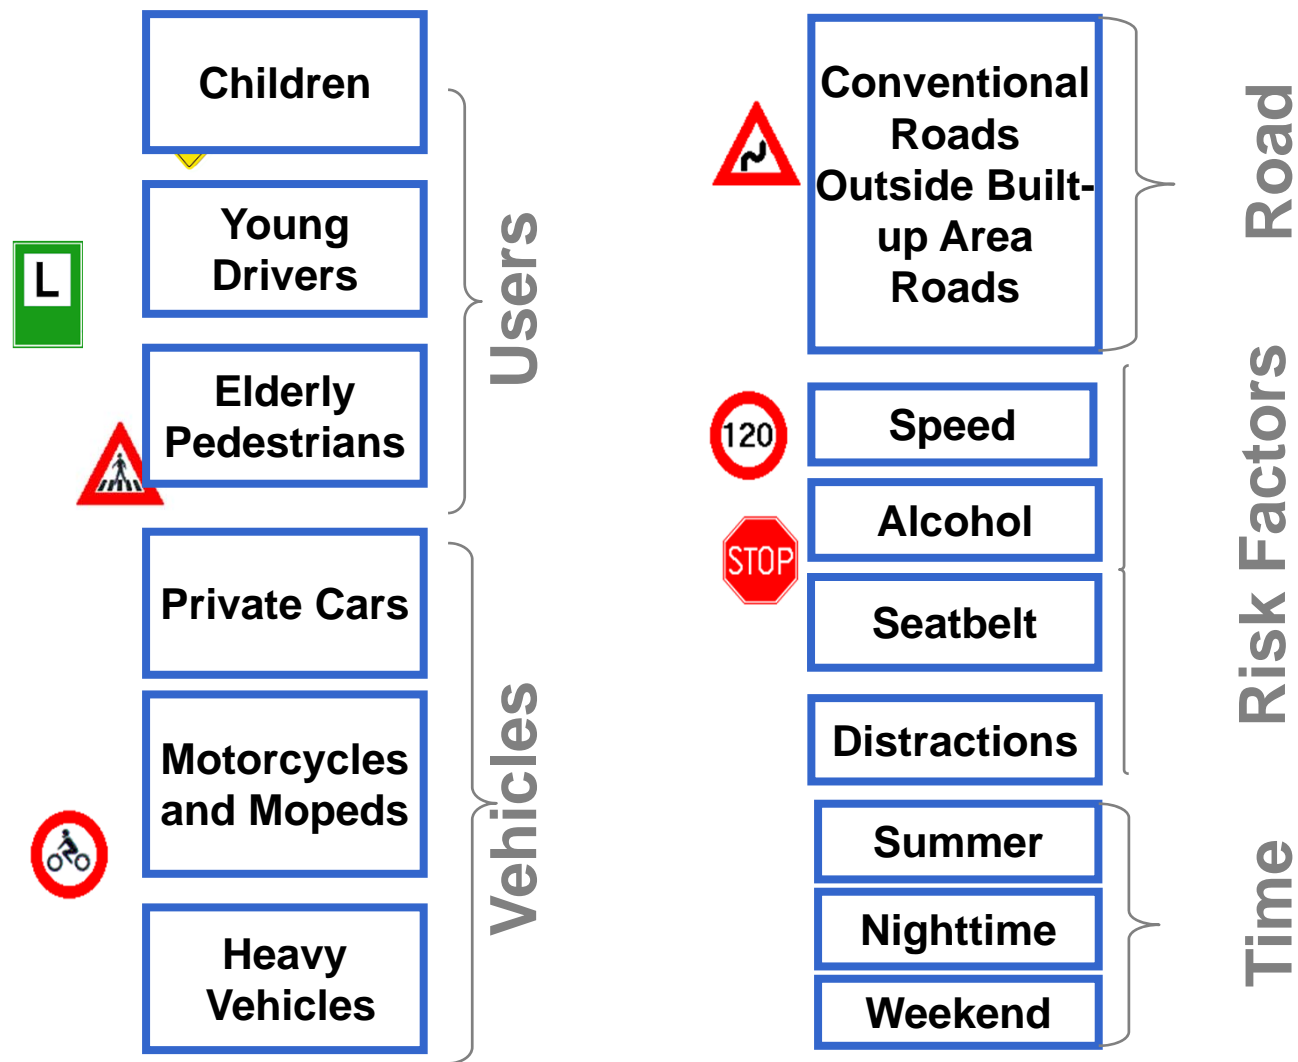 Children
Young
Drivers
L
Elderly
Pedestrians
Users
Private Cars
Motorcycles
and Mopeds
Heavy
Vehicles
Vehicles
Conventional
Roads
Outside Built-
up Area
Roads
Road
120
Speed
Alcohol
STOP
Seatbelt
Distractions
Risk Factors
Summer
Nighttime
Weekend
Time